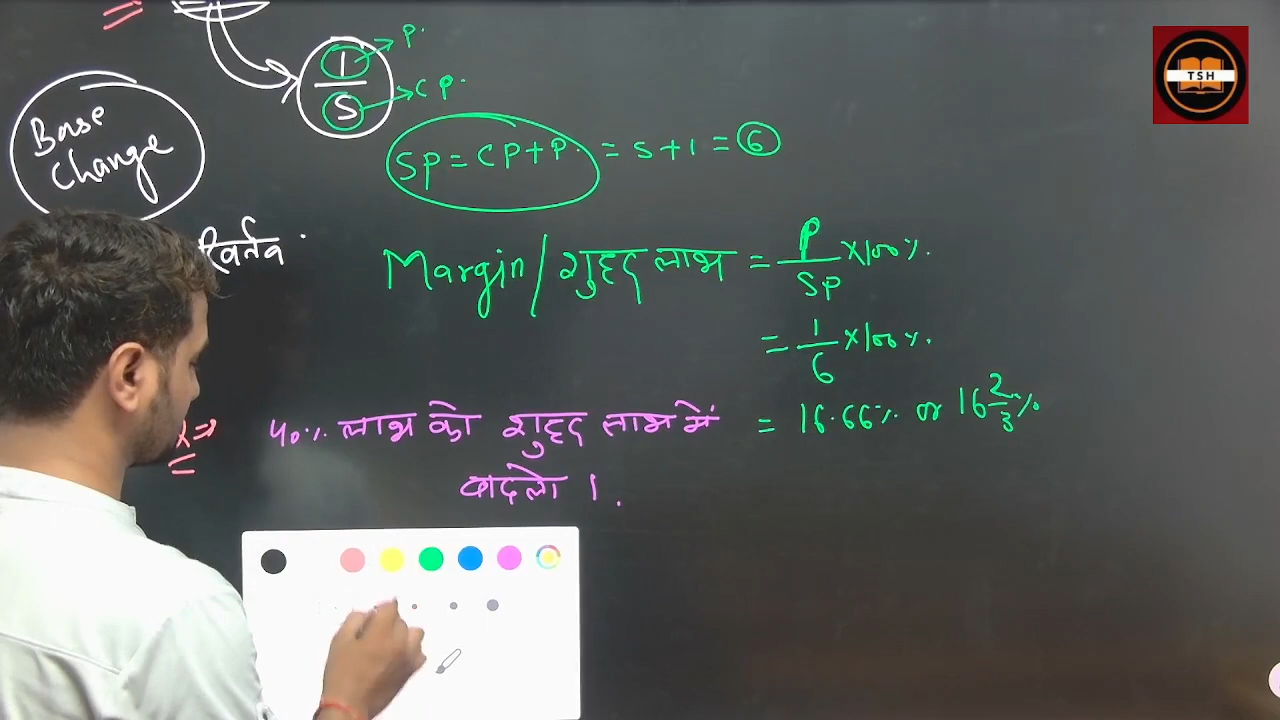 1 → P.
5 → CP.
TSH
Base
Change
SP = CP + P. = 5 + 1 = 6
Margin / शुद्ध लाभ = P/SP × 100%.
= 1/6 × 100%.
= 16.66% or 16 2/3 %
40% लाभ को शुद्ध लाभ में
बदलो ।.